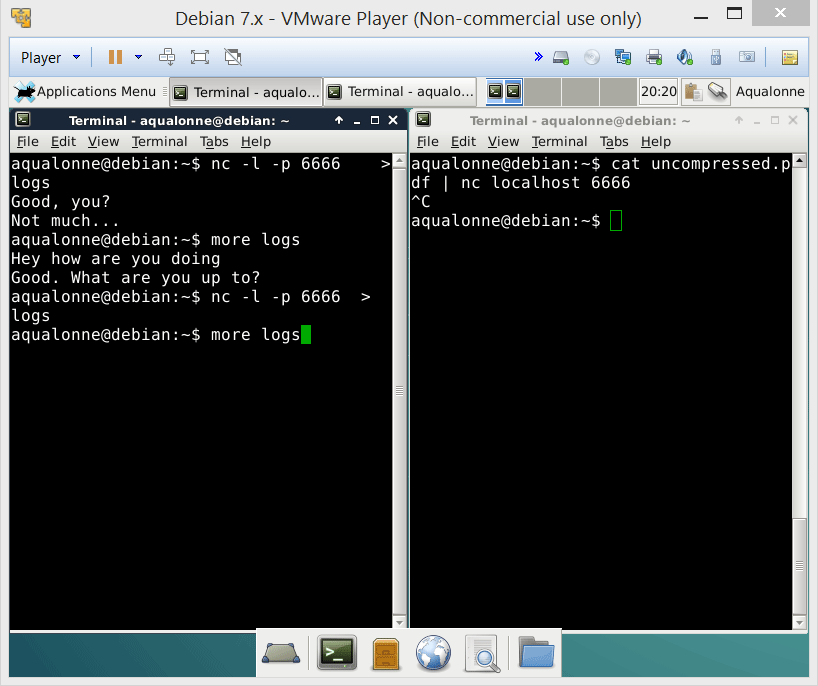 Debian 7.x - VMware Player (Non-commercial use only)
Player
Applications Menu
Terminal - aqualo...
Terminal - aqualo...
20:20
Aqualonne
Terminal - aqualonne@debian: ~
File Edit View Terminal Tabs Help
aqualonne@debian:~$ nc -l -p 6666    >
logs
Good, you?
Not much...
aqualonne@debian:~$ more logs
Hey how are you doing
Good. What are you up to?
aqualonne@debian:~$ nc -l -p 6666  >
logs
aqualonne@debian:~$ more logs
Terminal - aqualonne@debian: ~
File Edit View Terminal Tabs Help
aqualonne@debian:~$ cat uncompressed.p
df | nc localhost 6666
^C
aqualonne@debian:~$